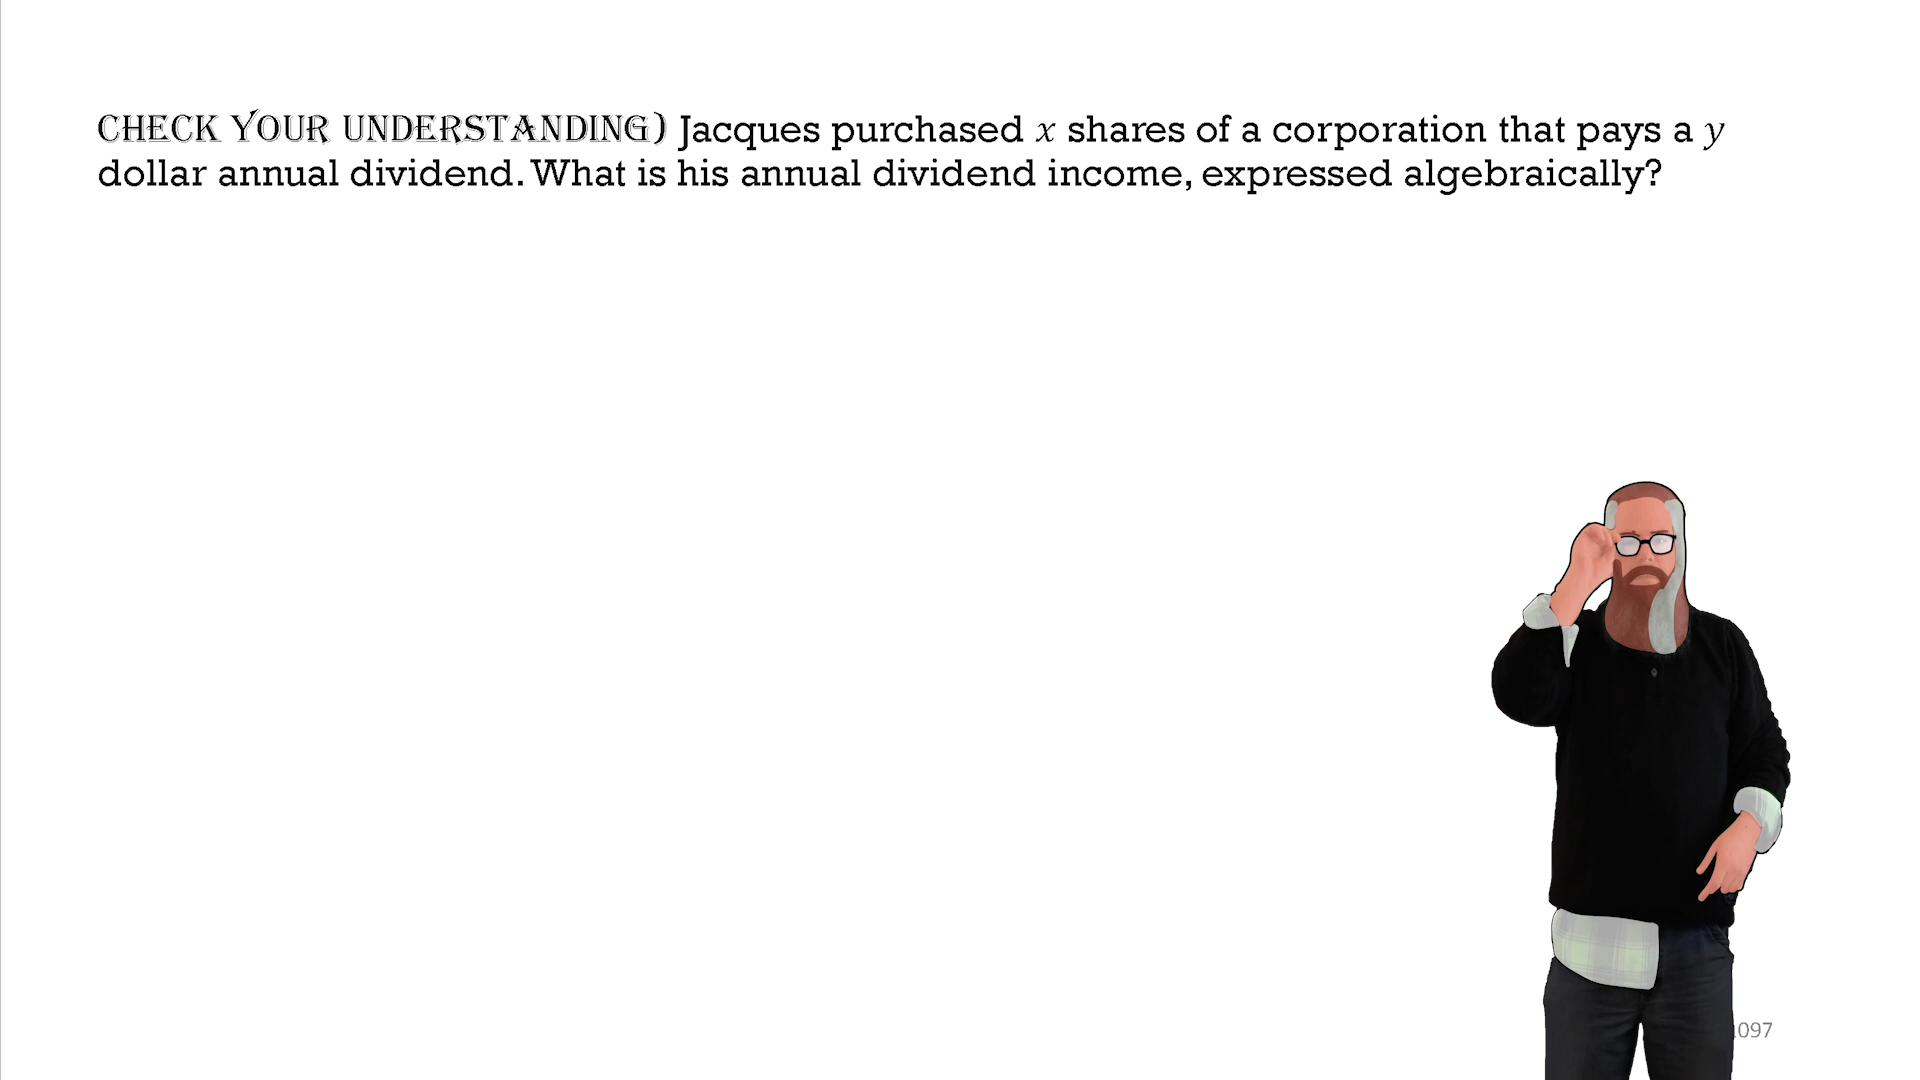 CHECK YOUR UNDERSTANDING) Jacques purchased x shares of a corporation that pays a y
dollar annual dividend. What is his annual dividend income, expressed algebraically?
097